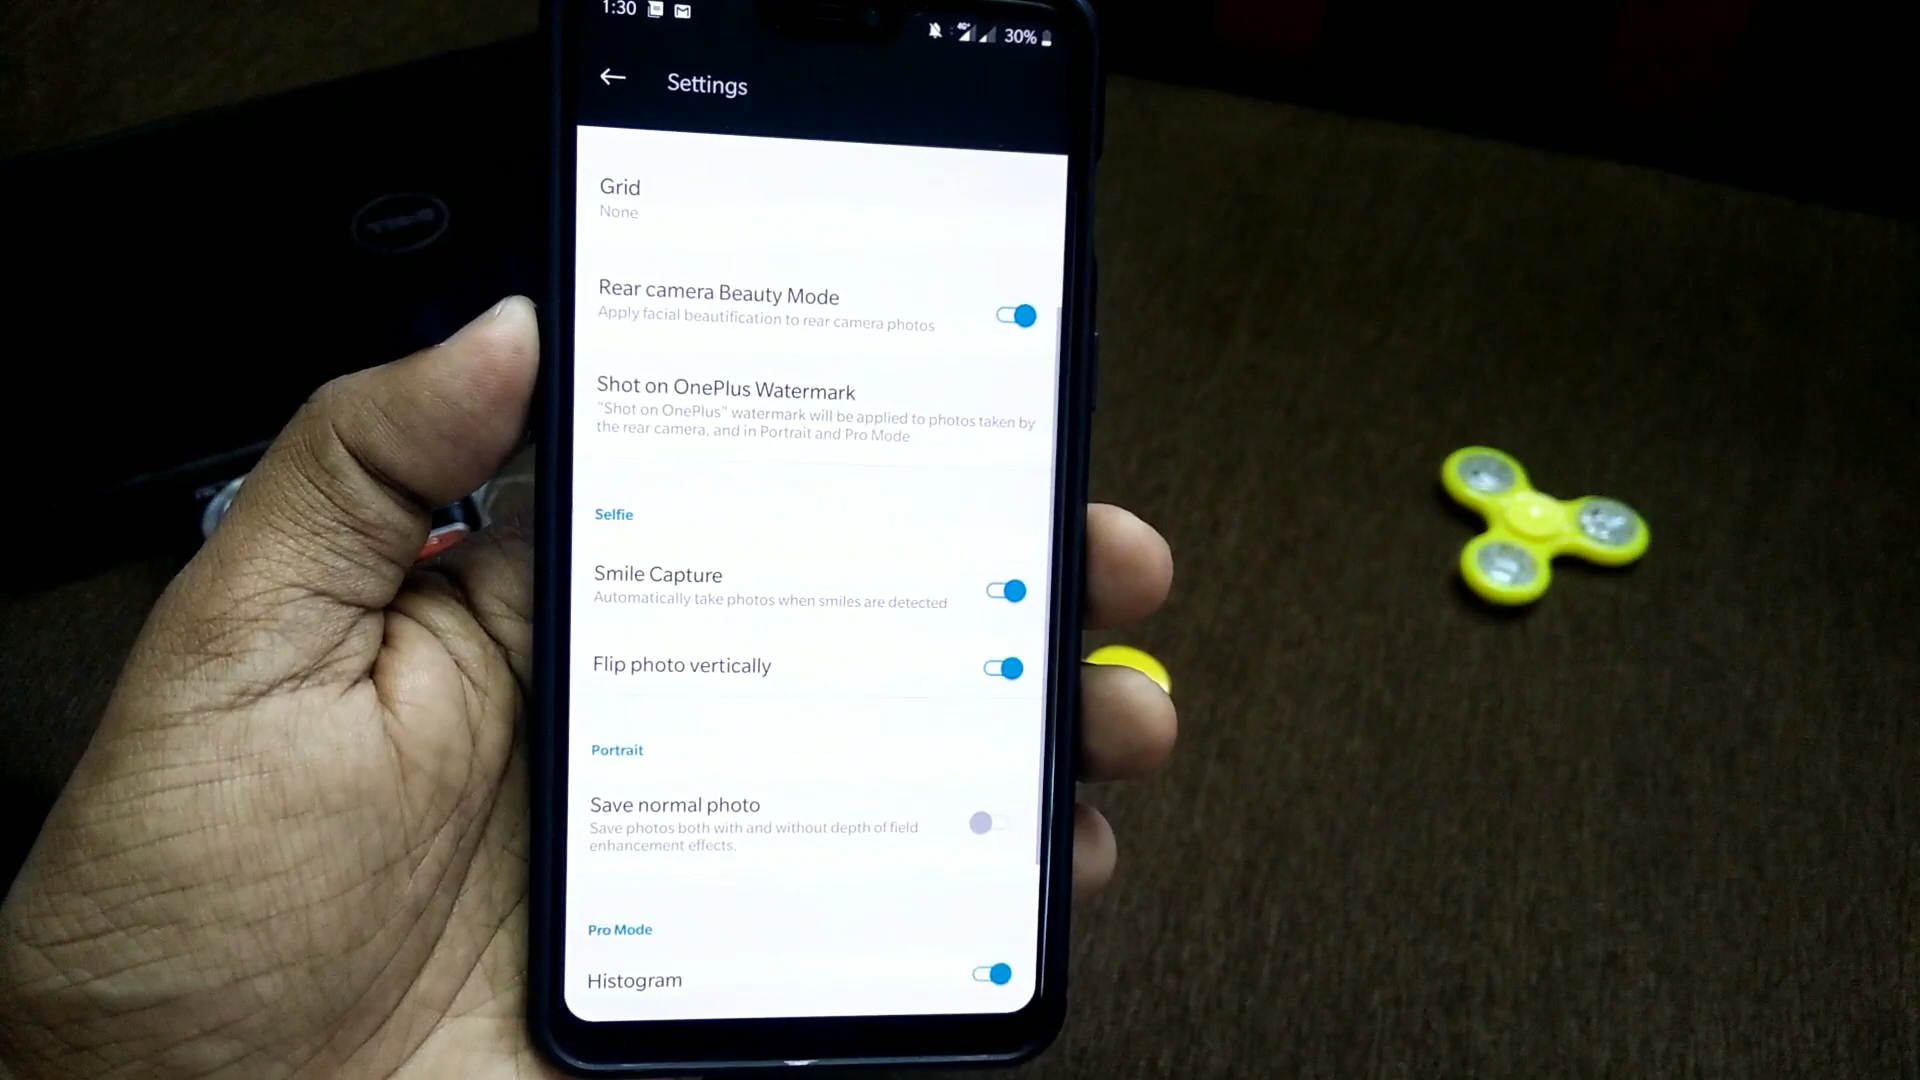 1:30
4G+
30%
Settings
Grid
None
Rear camera Beauty Mode
Apply facial beautification to rear camera photos
Shot on OnePlus Watermark
"Shot on OnePlus" watermark will be applied to photos taken by
the rear camera, and in Portrait and Pro Mode
Selfie
Smile Capture
Automatically take photos when smiles are detected
Flip photo vertically
Portrait
Save normal photo
Save photos both with and without depth of field
enhancement effects.
Pro Mode
Histogram
DELL